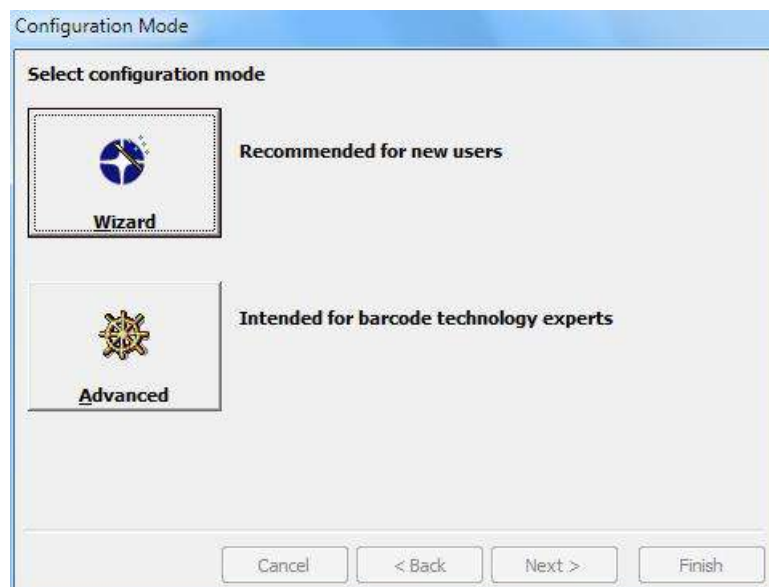 Configuration Mode
Select configuration mode
Recommended for new users
Wizard
Intended for barcode technology experts
Advanced
Cancel
< Back
Next >
Finish